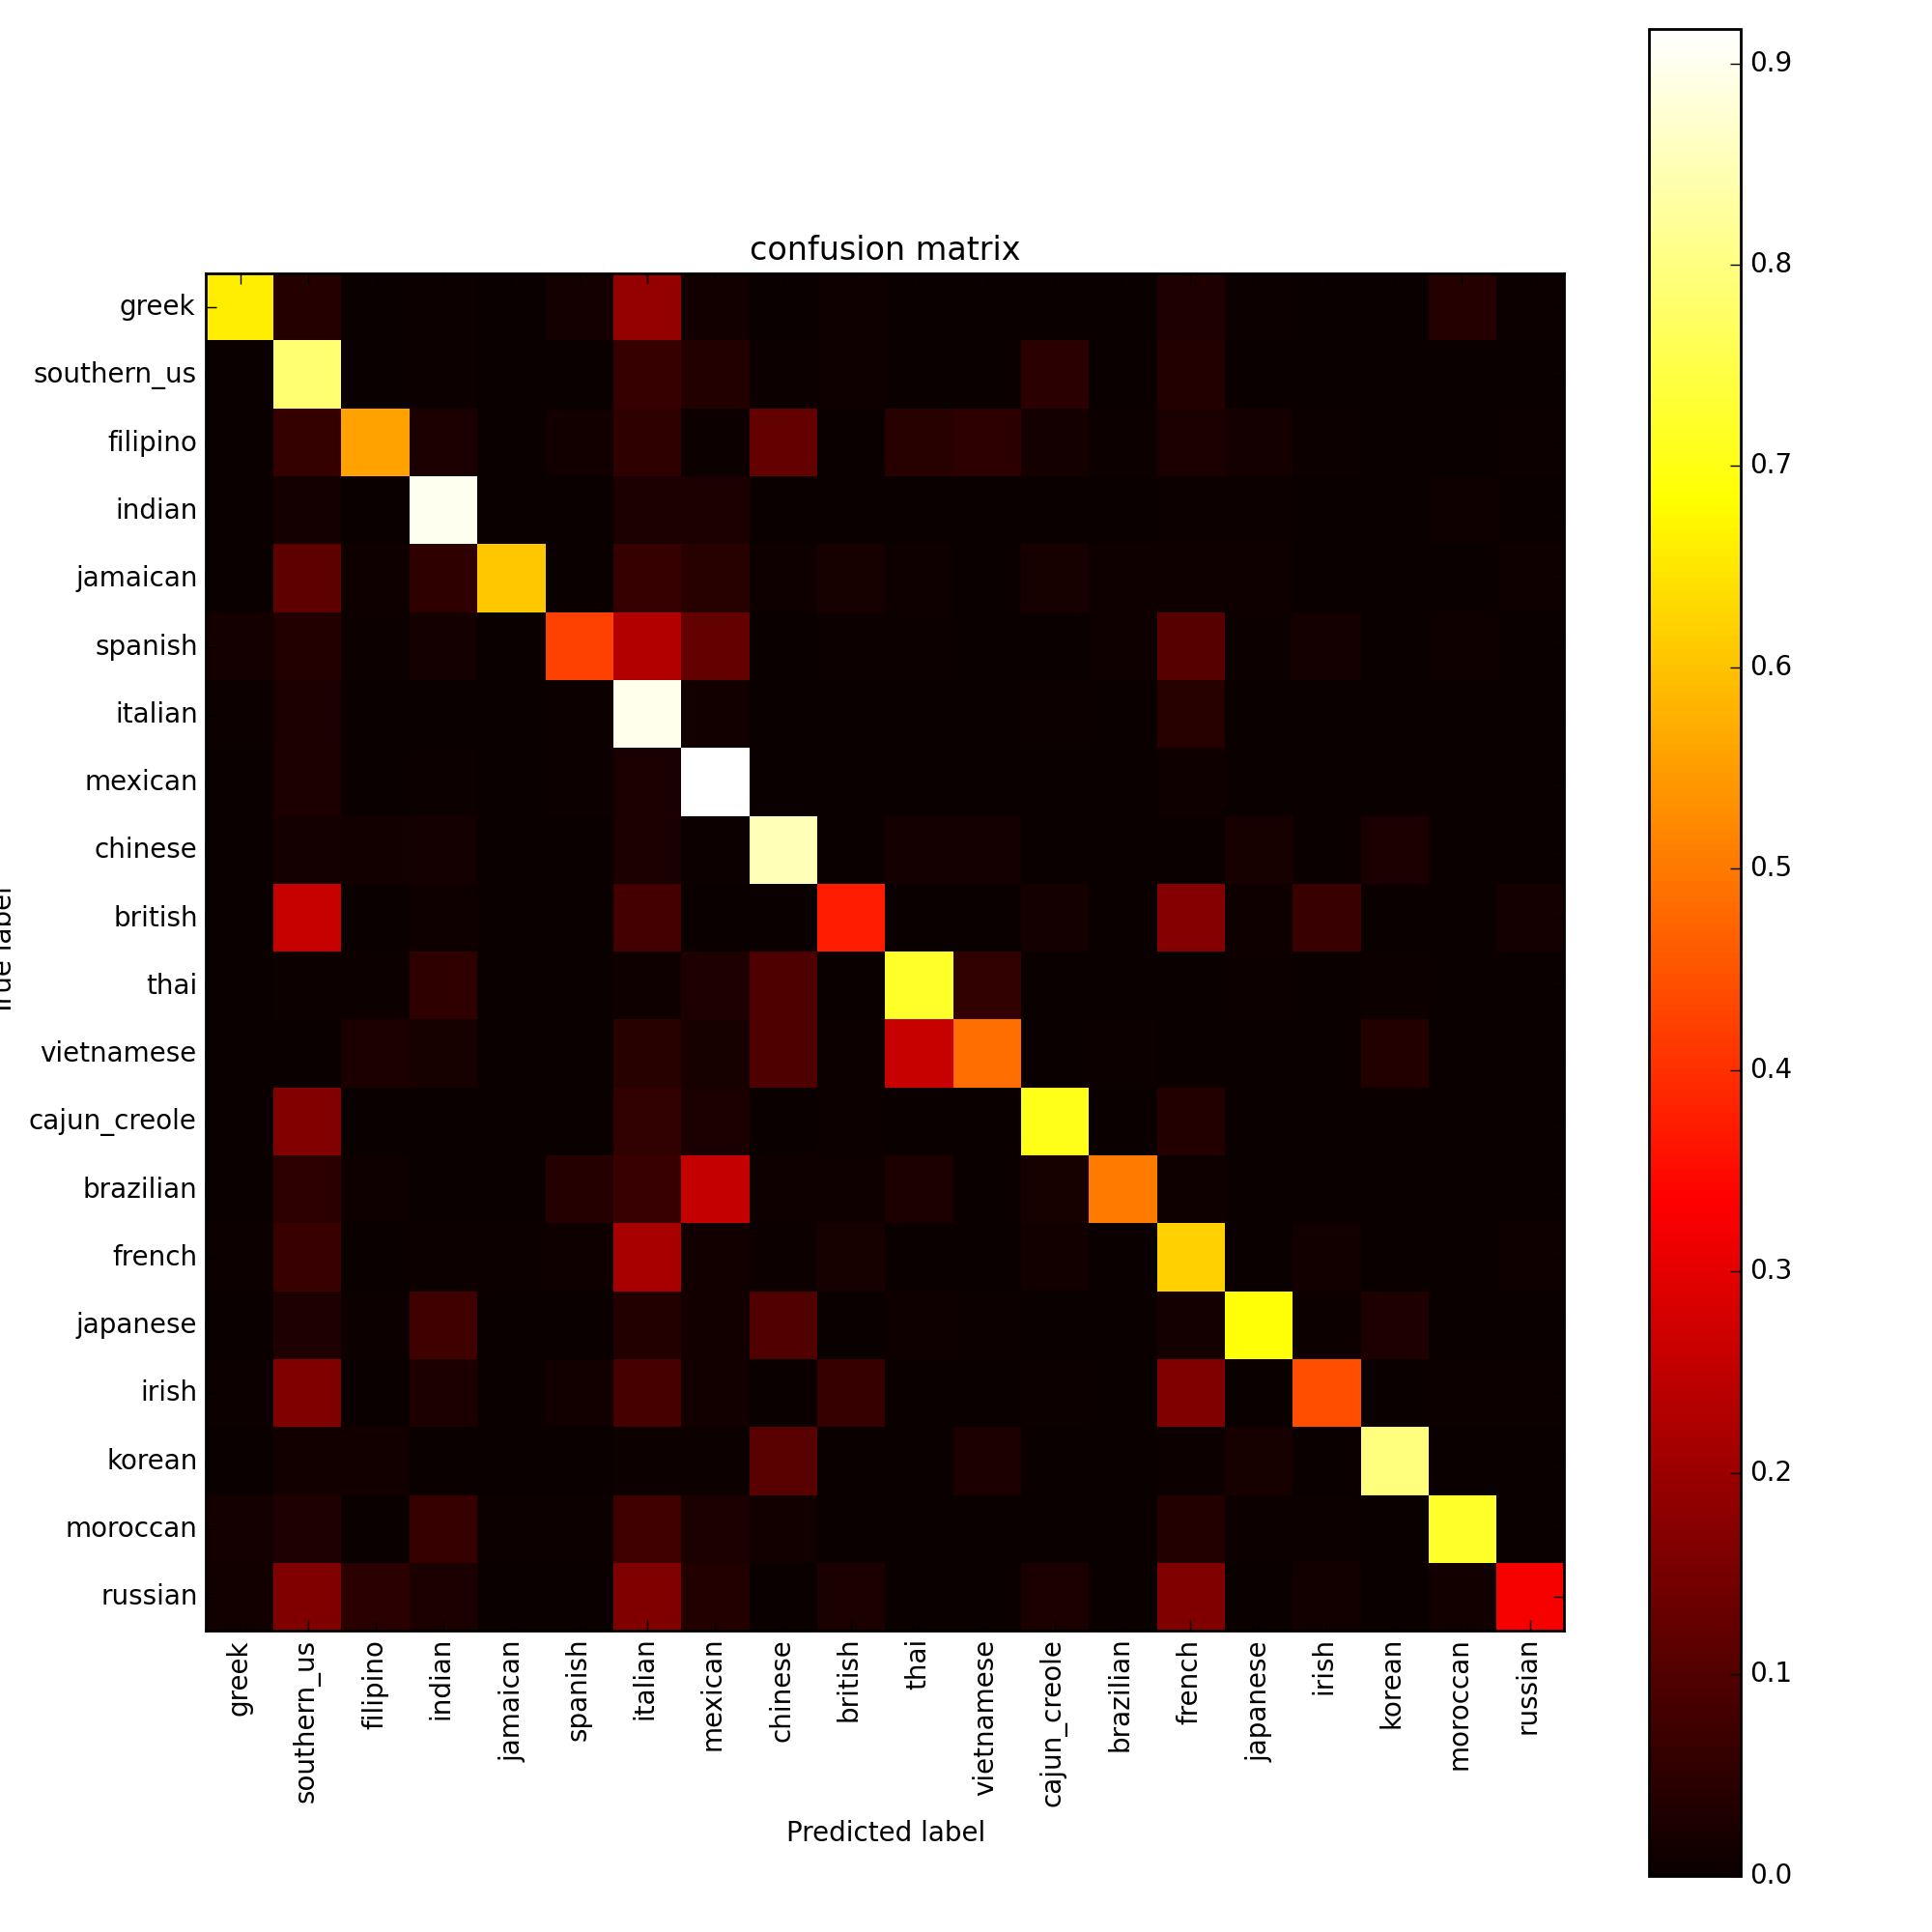 confusion matrix
greek
southern_us
filipino
indian
jamaican
spanish
italian
mexican
chinese
british
thai
vietnamese
cajun_creole
brazilian
french
japanese
irish
korean
moroccan
russian
True label
greek
southern_us
filipino
indian
jamaican
spanish
italian
mexican
chinese
british
thai
vietnamese
cajun_creole
brazilian
french
japanese
irish
korean
moroccan
russian
Predicted label
0.9
0.8
0.7
0.6
0.5
0.4
0.3
0.2
0.1
0.0